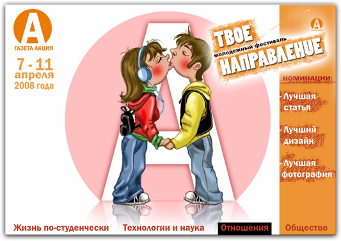 А
ГАЗЕТА АКЦИЯ
7 - 11
апреля
2008 года
А
ТВОЕ
молодежный фестиваль
НАПРАВЛЕНИЕ
А
НОМИНАЦИИ:
Лучшая
статья
Лучший
дизайн
Лучшая
фотография
Жизнь по-студенчески Технологии и наука Отношения Общество